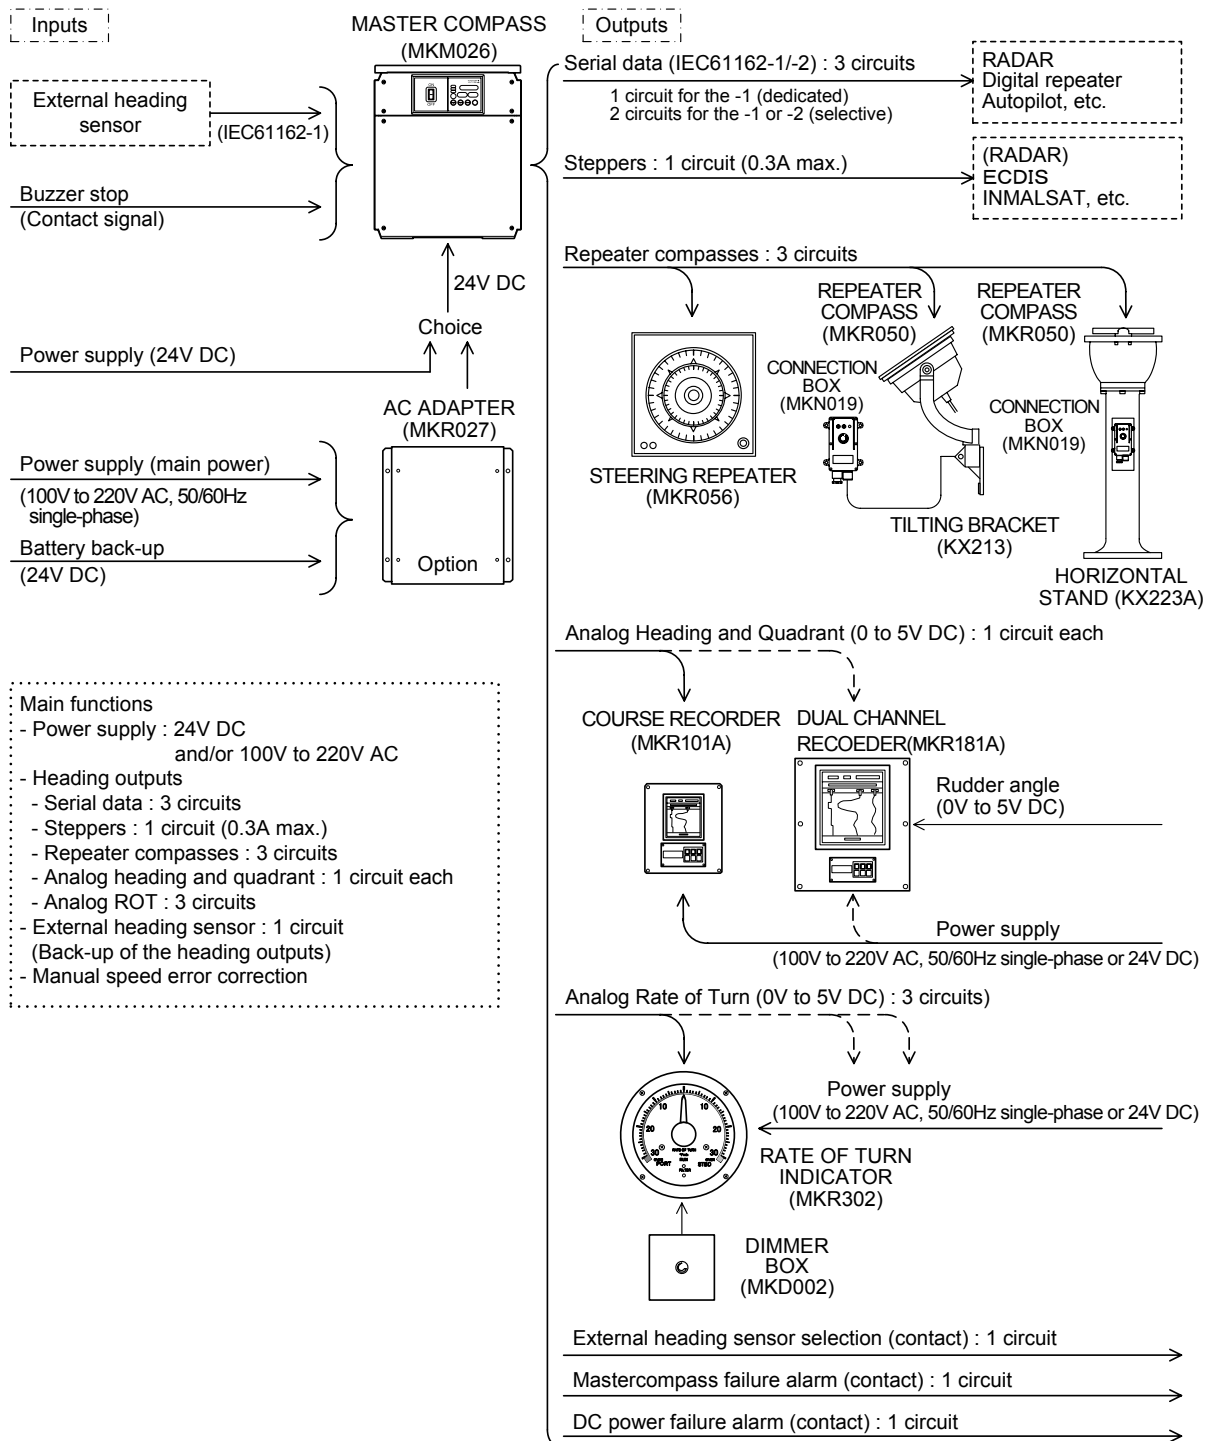 Inputs
MASTER COMPASS
(MKM026)
External heading
sensor
(IEC61162-1)
Buzzer stop
(Contact signal)
24V DC
Choice
Power supply (24V DC)
AC ADAPTER
(MKR027)
Power supply (main power)
(100V to 220V AC, 50/60Hz
single-phase)
Battery back-up
(24V DC)
Option
Main functions
- Power supply : 24V DC
and/or 100V to 220V AC
- Heading outputs
- Serial data : 3 circuits
- Steppers : 1 circuit (0.3A max.)
- Repeater compasses : 3 circuits
- Analog heading and quadrant : 1 circuit each
- Analog ROT : 3 circuits
- External heading sensor : 1 circuit
(Back-up of the heading outputs)
- Manual speed error correction
Outputs
Serial data (IEC61162-1/-2) : 3 circuits
1 circuit for the -1 (dedicated)
2 circuits for the -1 or -2 (selective)
RADAR
Digital repeater
Autopilot, etc.
Steppers : 1 circuit (0.3A max.)
(RADAR)
ECDIS
INMALSAT, etc.
Repeater compasses : 3 circuits
REPEATER
COMPASS
(MKR050)
REPEATER
COMPASS
(MKR050)
CONNECTION
BOX
(MKN019)
CONNECTION
BOX
(MKN019)
STEERING REPEATER
(MKR056)
TILTING BRACKET
(KX213)
HORIZONTAL
STAND (KX223A)
Analog Heading and Quadrant (0 to 5V DC) : 1 circuit each
COURSE RECORDER
(MKR101A)
DUAL CHANNEL
RECOEDER(MKR181A)
Rudder angle
(0V to 5V DC)
Power supply
(100V to 220V AC, 50/60Hz single-phase or 24V DC)
Analog Rate of Turn (0V to 5V DC) : 3 circuits)
Power supply
(100V to 220V AC, 50/60Hz single-phase or 24V DC)
10 10
20 20
30 30
RATE OF TURN
PORT STBD
RATE OF TURN
INDICATOR
(MKR302)
DIMMER
BOX
(MKD002)
External heading sensor selection (contact) : 1 circuit
Mastercompass failure alarm (contact) : 1 circuit
DC power failure alarm (contact) : 1 circuit